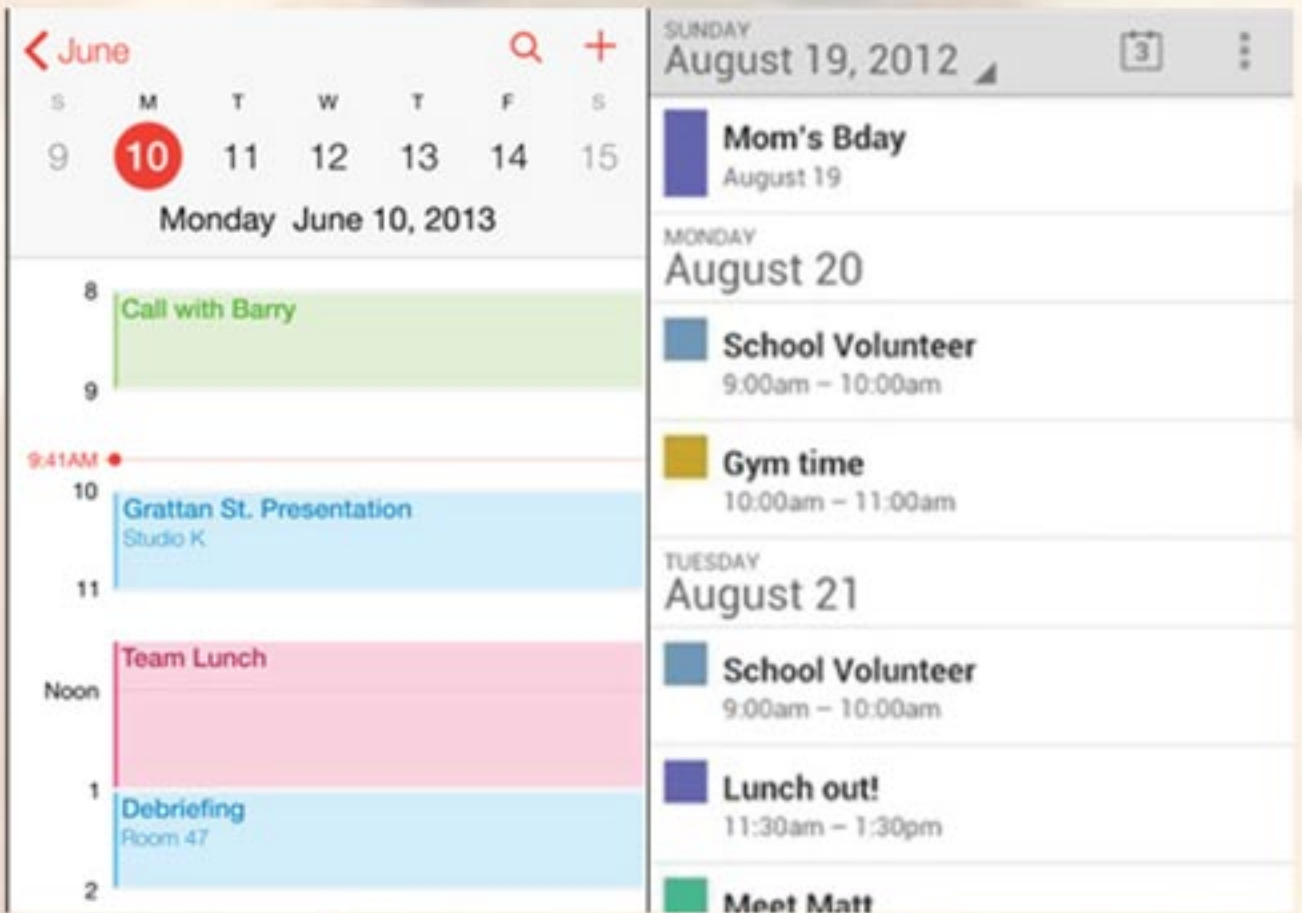 June
S M T W T F S
9 10 11 12 13 14 15
Monday June 10, 2013
8
Call with Barry
9
9:41AM
10
Grattan St. Presentation
Studio K
11
Team Lunch
Noon
1
Debriefing
Room 47
2
SUNDAY
August 19, 2012
3
Mom's Bday
August 19
MONDAY
August 20
School Volunteer
9:00am – 10:00am
Gym time
10:00am – 11:00am
TUESDAY
August 21
School Volunteer
9:00am – 10:00am
Lunch out!
11:30am – 1:30pm
Meet Matt